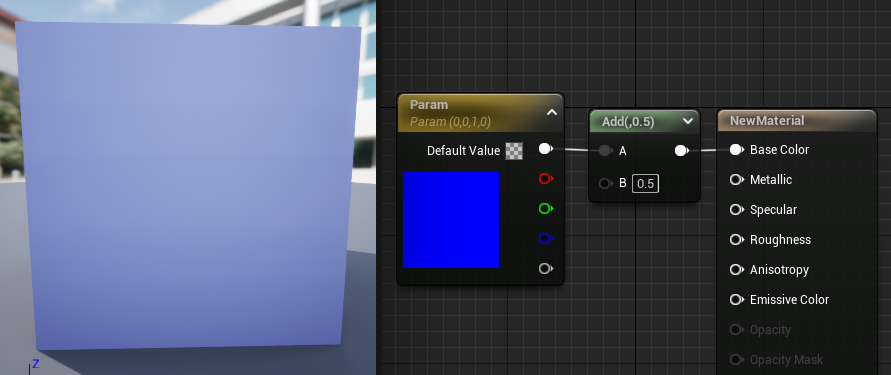 Param
Param (0,0,1,0)
Default Value
Add(,0.5)
A
B 0.5
NewMaterial
Base Color
Metallic
Specular
Roughness
Anisotropy
Emissive Color
Opacity
Opacity Mask
Z